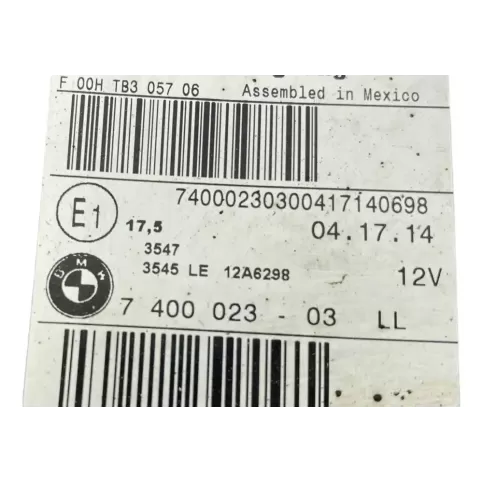 F 00H TB3 057 06 Assembled in Mexico
74000230300417140698
E1 17,5 04.17.14
3547
3545 LE 12A6298 12V
BMW
7 400 023 - 03 LL